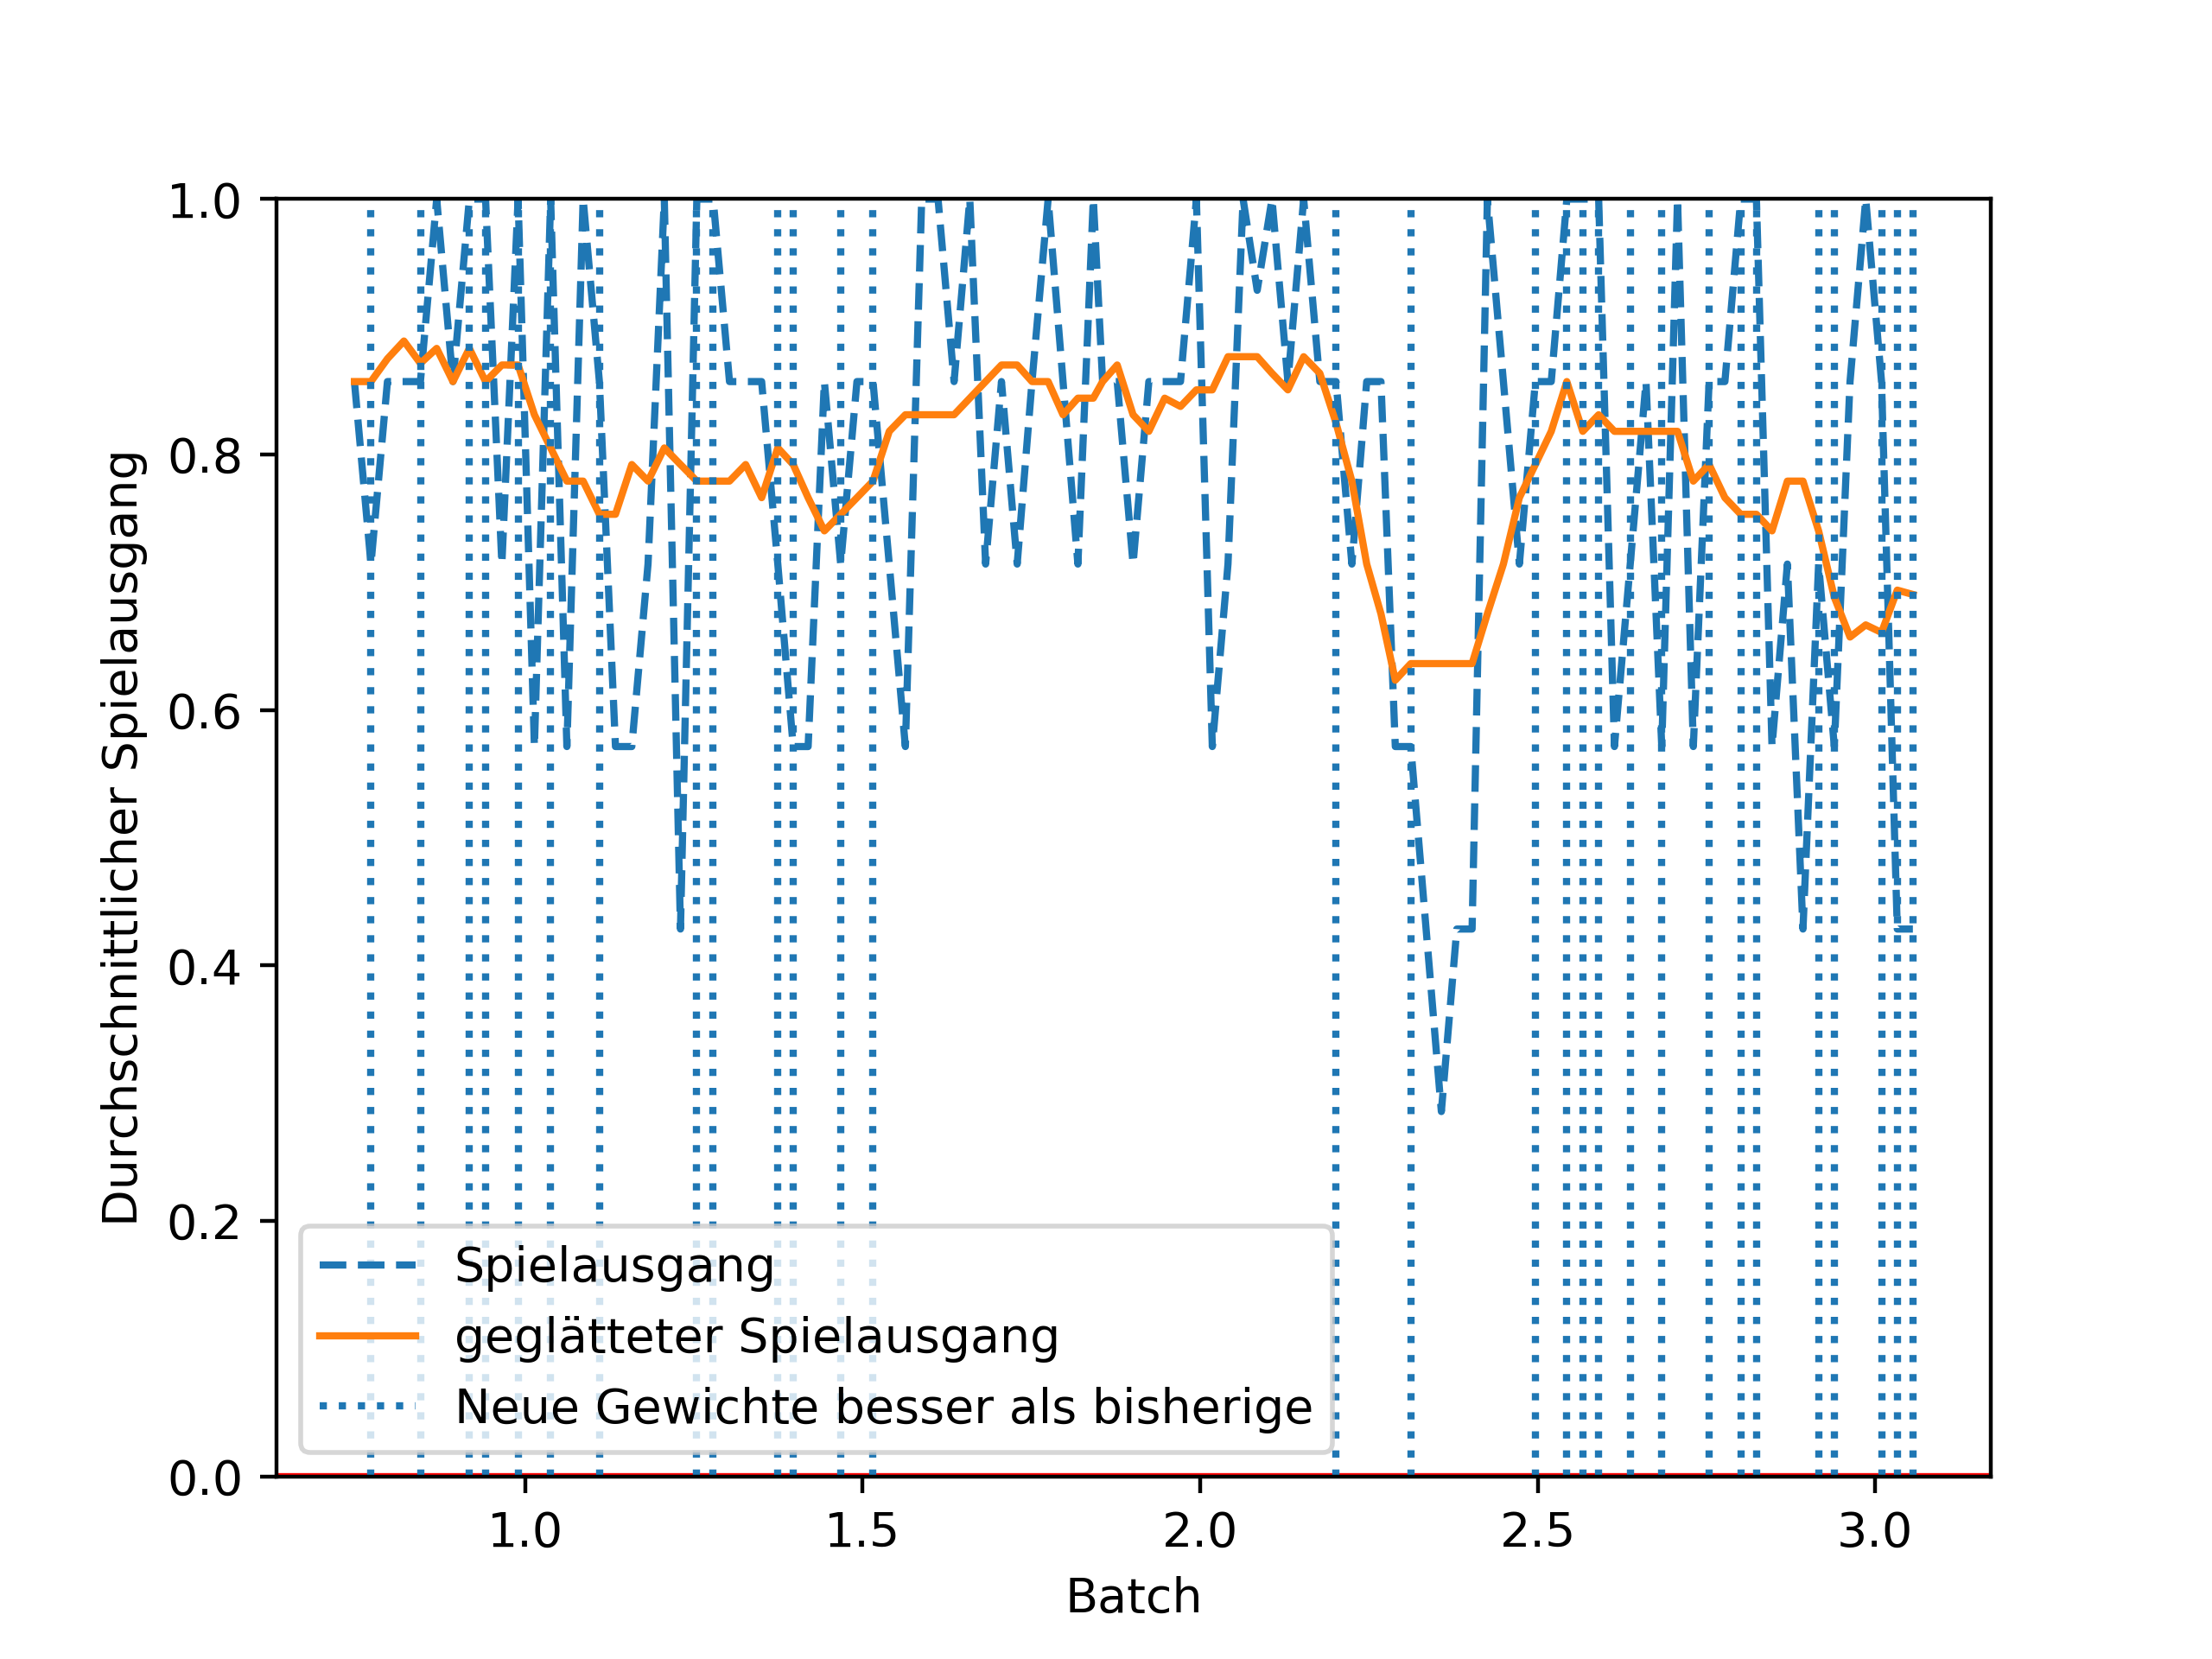 1.0
0.8
0.6
0.4
0.2
0.0
Durchschnittlicher Spielausgang
Spielausgang
geglätteter Spielausgang
Neue Gewichte besser als bisherige
1.0 1.5 2.0 2.5 3.0
Batch